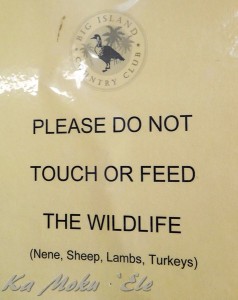 BIG ISLAND
COUNTRY CLUB
PLEASE DO NOT
TOUCH OR FEED
THE WILDLIFE
(Nene, Sheep, Lambs, Turkeys)
Ka Moku ʻEle